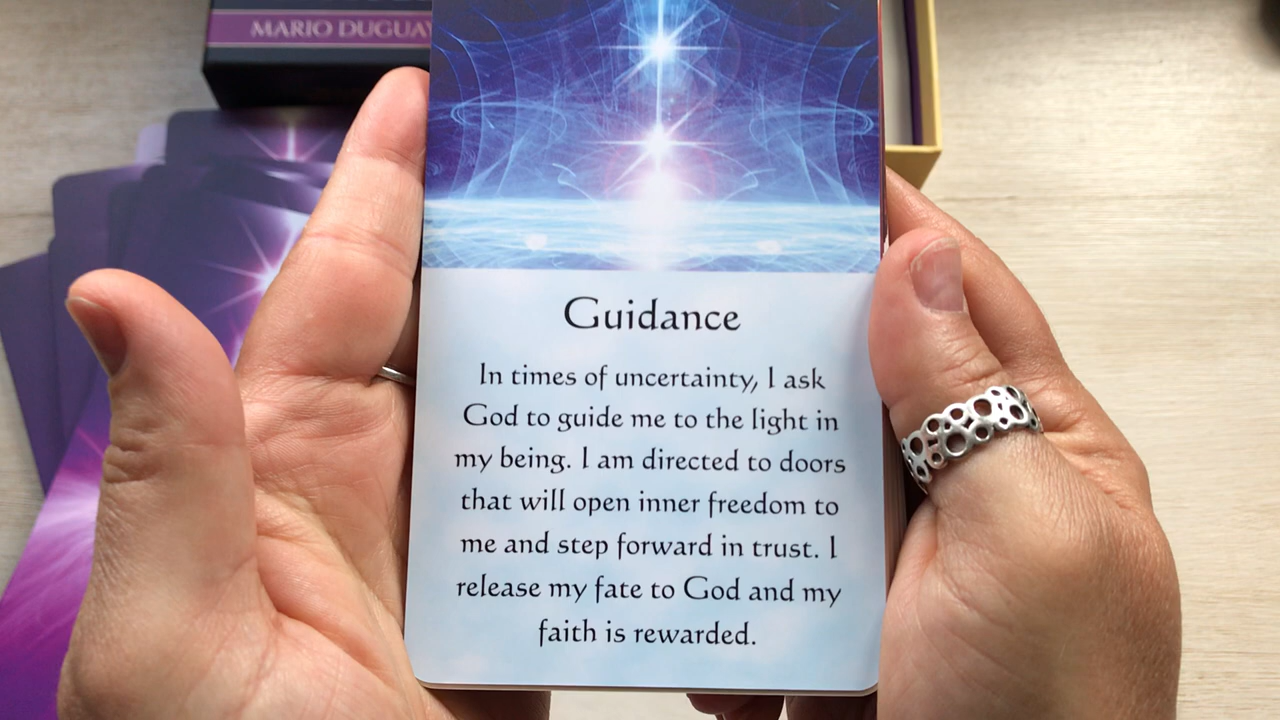 MARIO DUGUAY
Guidance
In times of uncertainty, I ask
God to guide me to the light in
my being. I am directed to doors
that will open inner freedom to
me and step forward in trust. I
release my fate to God and my
faith is rewarded.